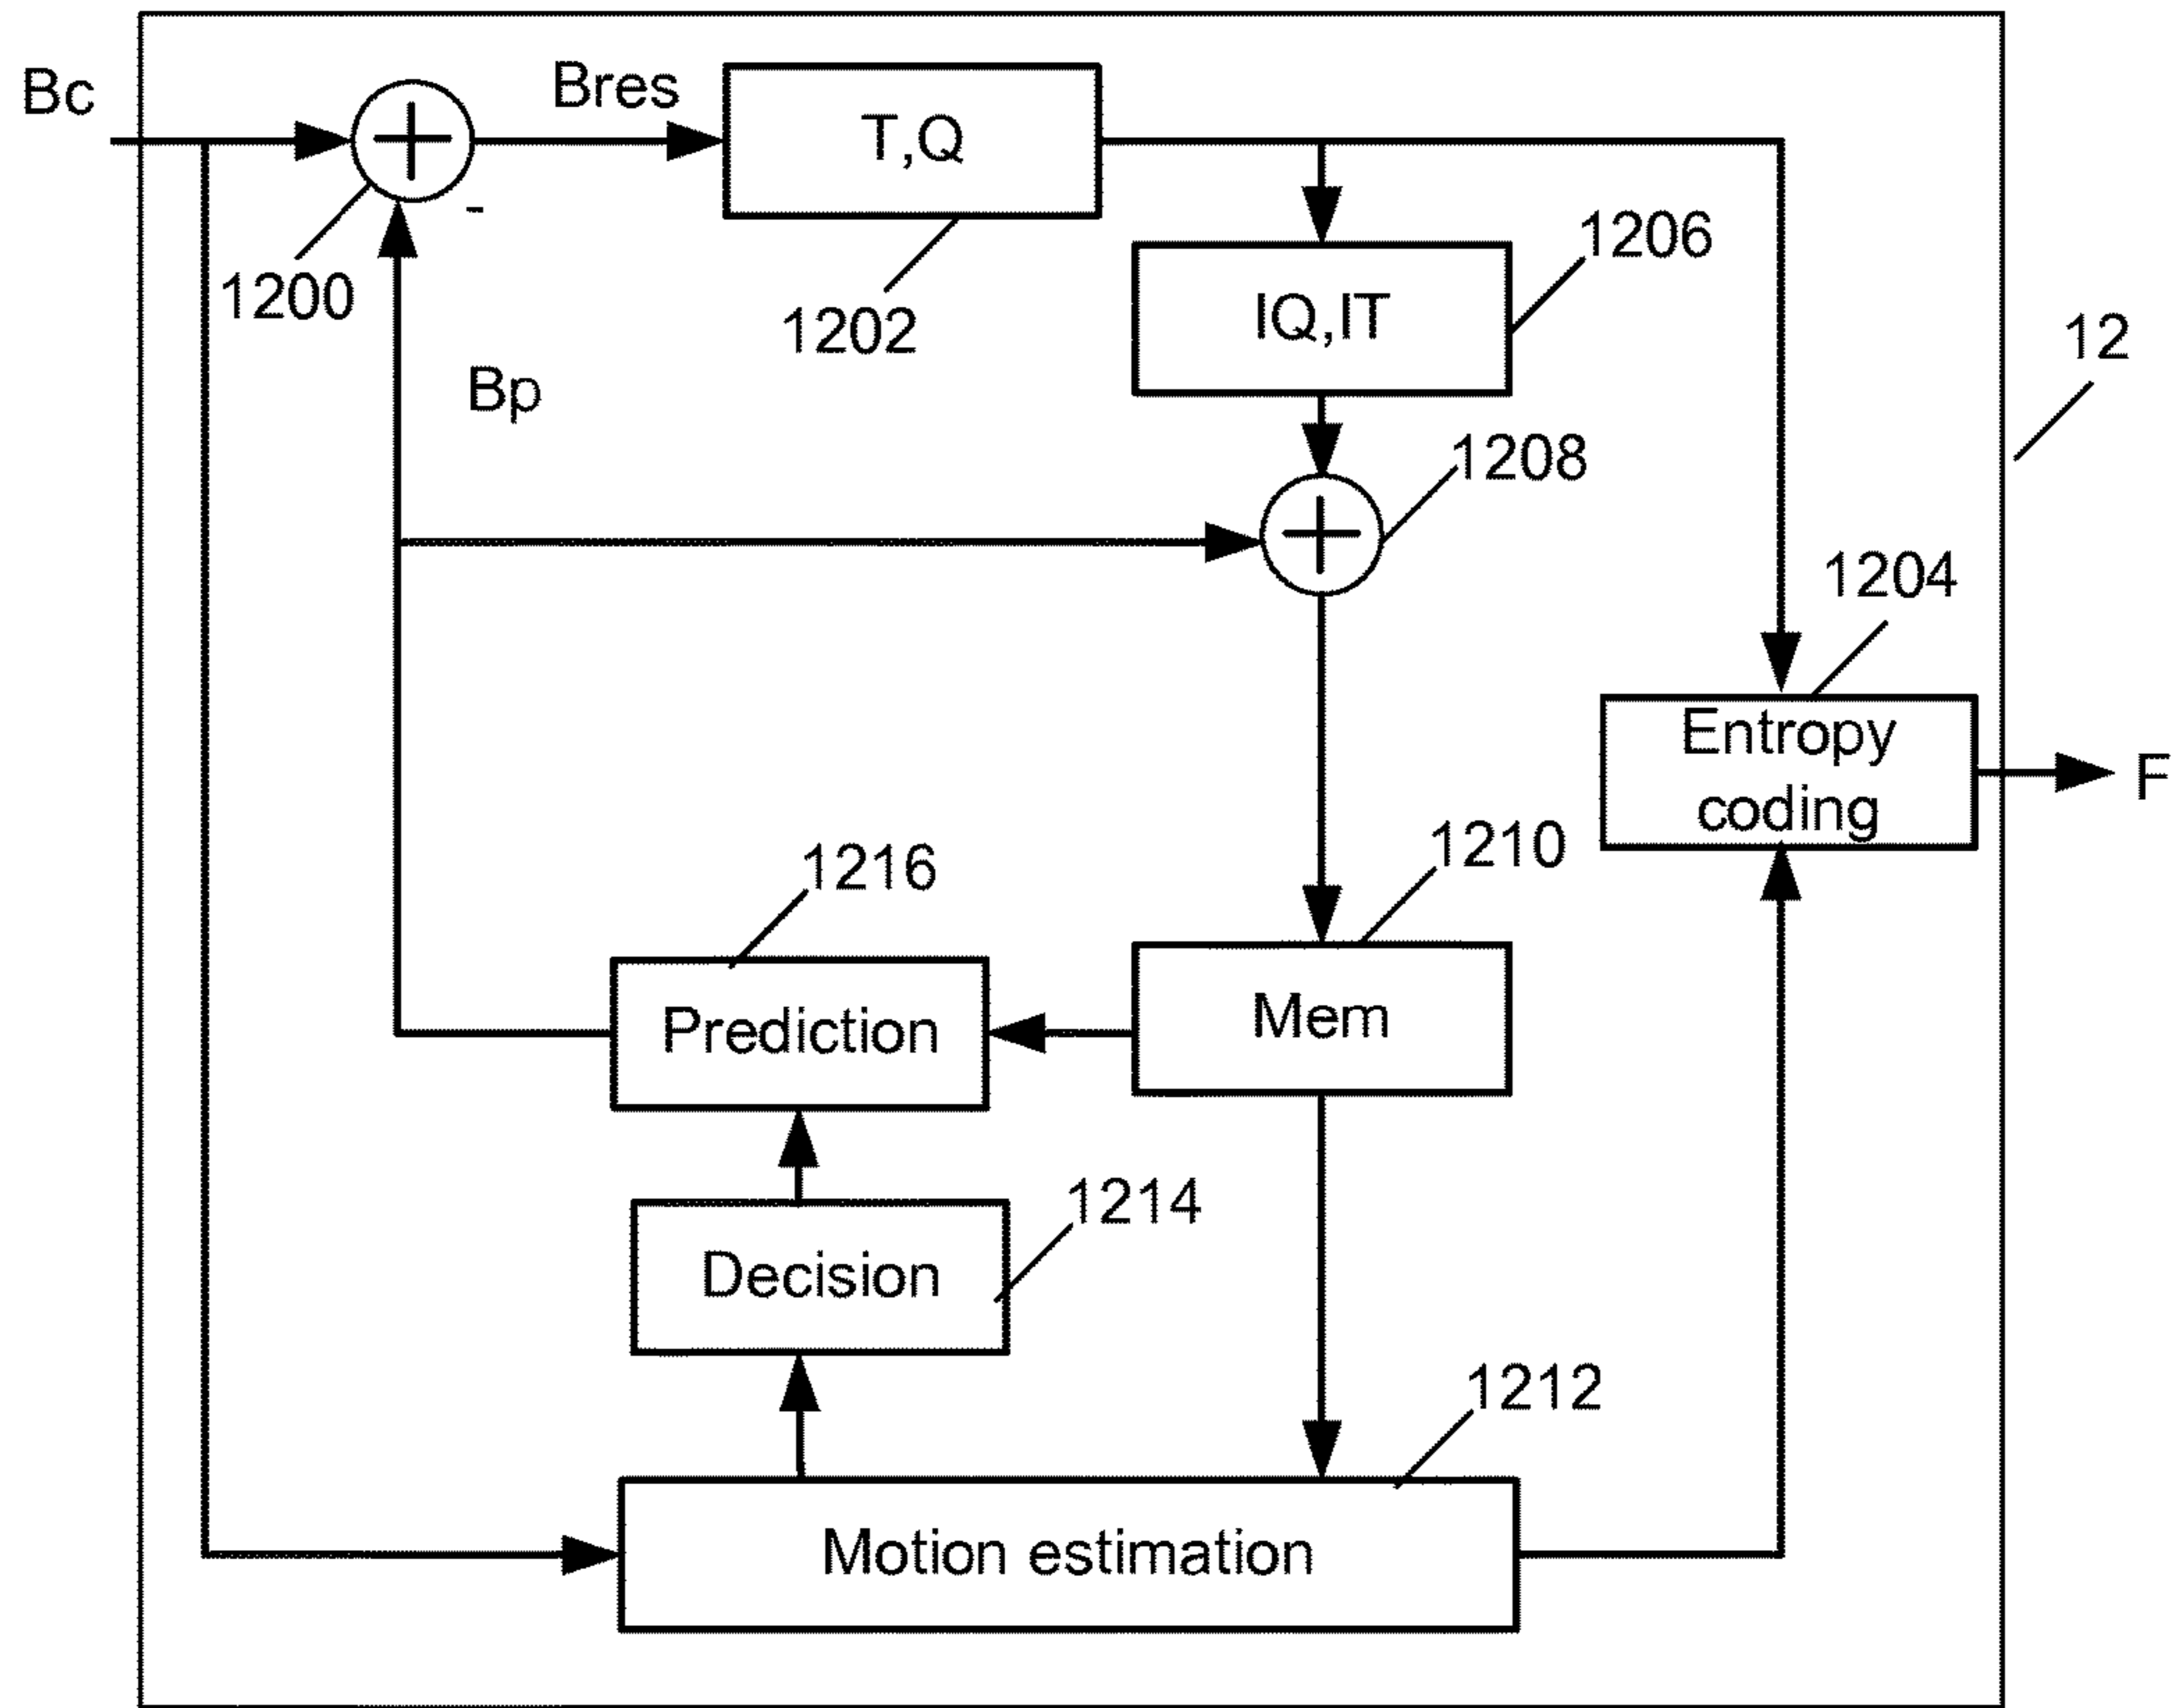 Bc
Bres
T,Q
-
1200
1202
1206
IQ,IT
12
Bp
1208
1204
Entropy
coding
F
1216
1210
Prediction
Mem
1214
Decision
1212
Motion estimation